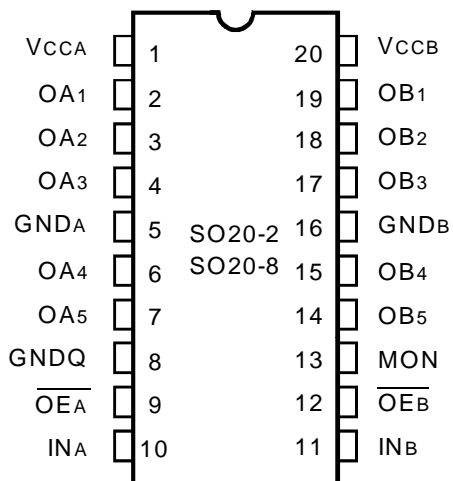 VCCA 1 20 VCCB
OA1 2 19 OB1
OA2 3 18 OB2
OA3 4 17 OB3
GNDA 5 SO20-2 16 GNDB
SO20-8
OA4 6 15 OB4
OA5 7 14 OB5
GNDQ 8 13 MON
O̅E̅A̅ 9 12 O̅E̅B̅
INA 10 11 INB